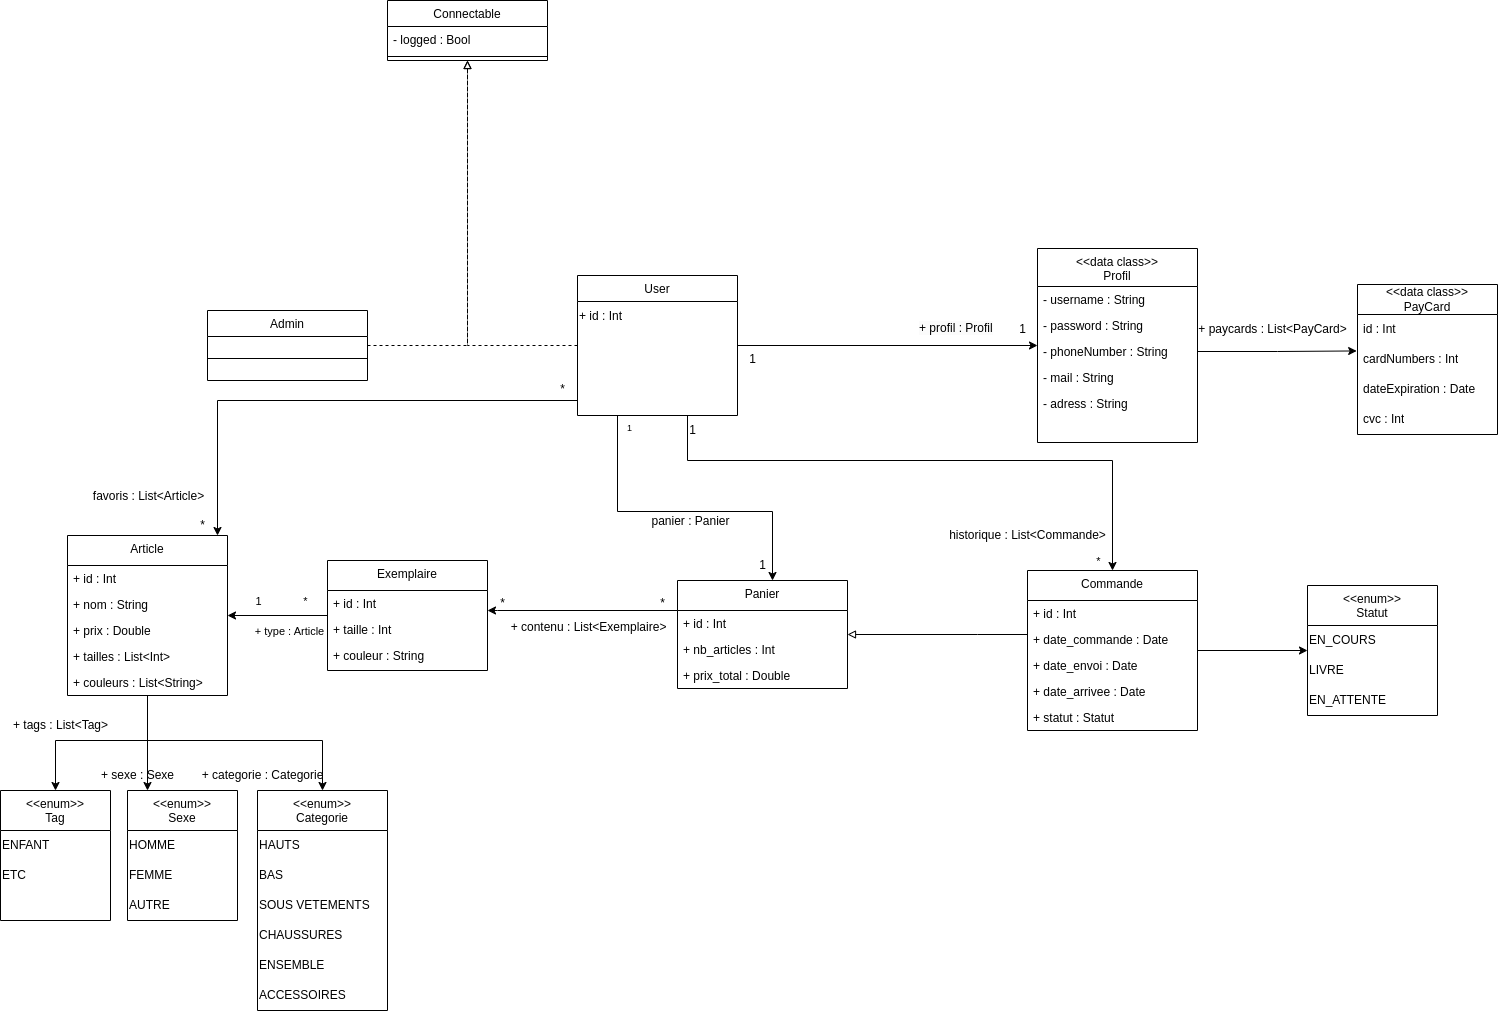 Connectable
- logged : Bool
User
+ id : Int
Admin
<<data class>>
Profil
- username : String
- password : String
- phoneNumber : String
- mail : String
- adress : String
+ profil : Profil
1
1
+ paycards : List<PayCard>
<<data class>>
PayCard
id : Int
cardNumbers : Int
dateExpiration : Date
cvc : Int
*
favoris : List<Article>
*
1
panier : Panier
1
1
historique : List<Commande>
*
Article
+ id : Int
+ nom : String
+ prix : Double
+ tailles : List<Int>
+ couleurs : List<String>
1
*
+ type : Article
Exemplaire
+ id : Int
+ taille : Int
+ couleur : String
*
*
+ contenu : List<Exemplaire>
Panier
+ id : Int
+ nb_articles : Int
+ prix_total : Double
Commande
+ id : Int
+ date_commande : Date
+ date_envoi : Date
+ date_arrivee : Date
+ statut : Statut
<<enum>>
Statut
EN_COURS
LIVRE
EN_ATTENTE
+ tags : List<Tag>
+ sexe : Sexe
+ categorie : Categorie
<<enum>>
Tag
ENFANT
ETC
<<enum>>
Sexe
HOMME
FEMME
AUTRE
<<enum>>
Categorie
HAUTS
BAS
SOUS VETEMENTS
CHAUSSURES
ENSEMBLE
ACCESSOIRES